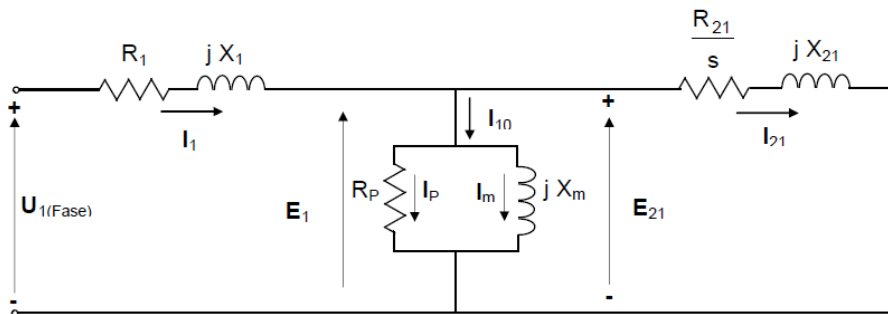 R₁
j X₁
R₂₁
s
j X₂₁
+
I₁
I₁₀
+
I₂₁
U₁(Fase)
E₁
R_P
I_P
I_m
j X_m
E₂₁
-
-